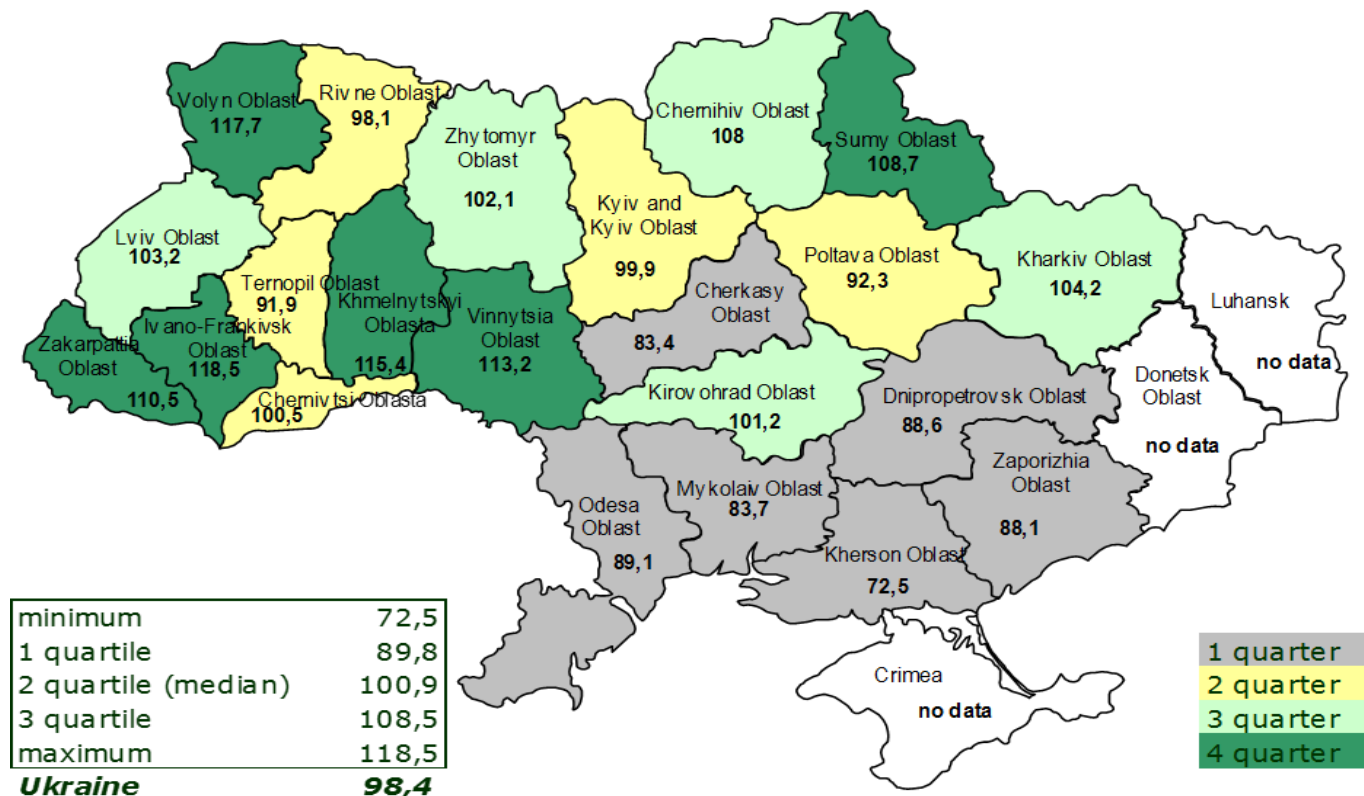 Volyn Oblast
117,7
Rivne Oblast
98,1
Zhytomyr
Oblast
102,1
Kyiv and
Kyiv Oblast
99,9
Chernihiv Oblast
108
Sumy Oblast
108,7
Lviv Oblast
103,2
Ternopil Oblast
91,9
Khmelnytskyi
Oblasta
115,4
Vinnytsia
Oblast
113,2
Cherkasy
Oblast
83,4
Poltava Oblast
92,3
Kharkiv Oblast
104,2
Luhansk
no data
Zakarpattia
Oblast
110,5
Ivano-Frankivsk
Oblast
118,5
Chernivtsi Oblasta
100,5
Kirovohrad Oblast
101,2
Dnipropetrovsk Oblast
88,6
Donetsk
Oblast
no data
Odesa
Oblast
89,1
Mykolaiv Oblast
83,7
Zaporizhia
Oblast
88,1
Kherson Oblast
72,5
Crimea
no data
minimum 72,5
1 quartile 89,8
2 quartile (median) 100,9
3 quartile 108,5
maximum 118,5
Ukraine 98,4
1 quarter
2 quarter
3 quarter
4 quarter